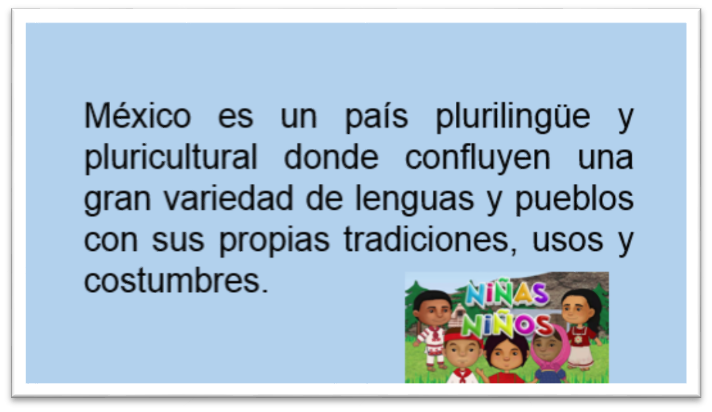 México es un país plurilingüe y
pluricultural donde confluyen una
gran variedad de lenguas y pueblos
con sus propias tradiciones, usos y
costumbres.
NIÑAS
NIÑOS